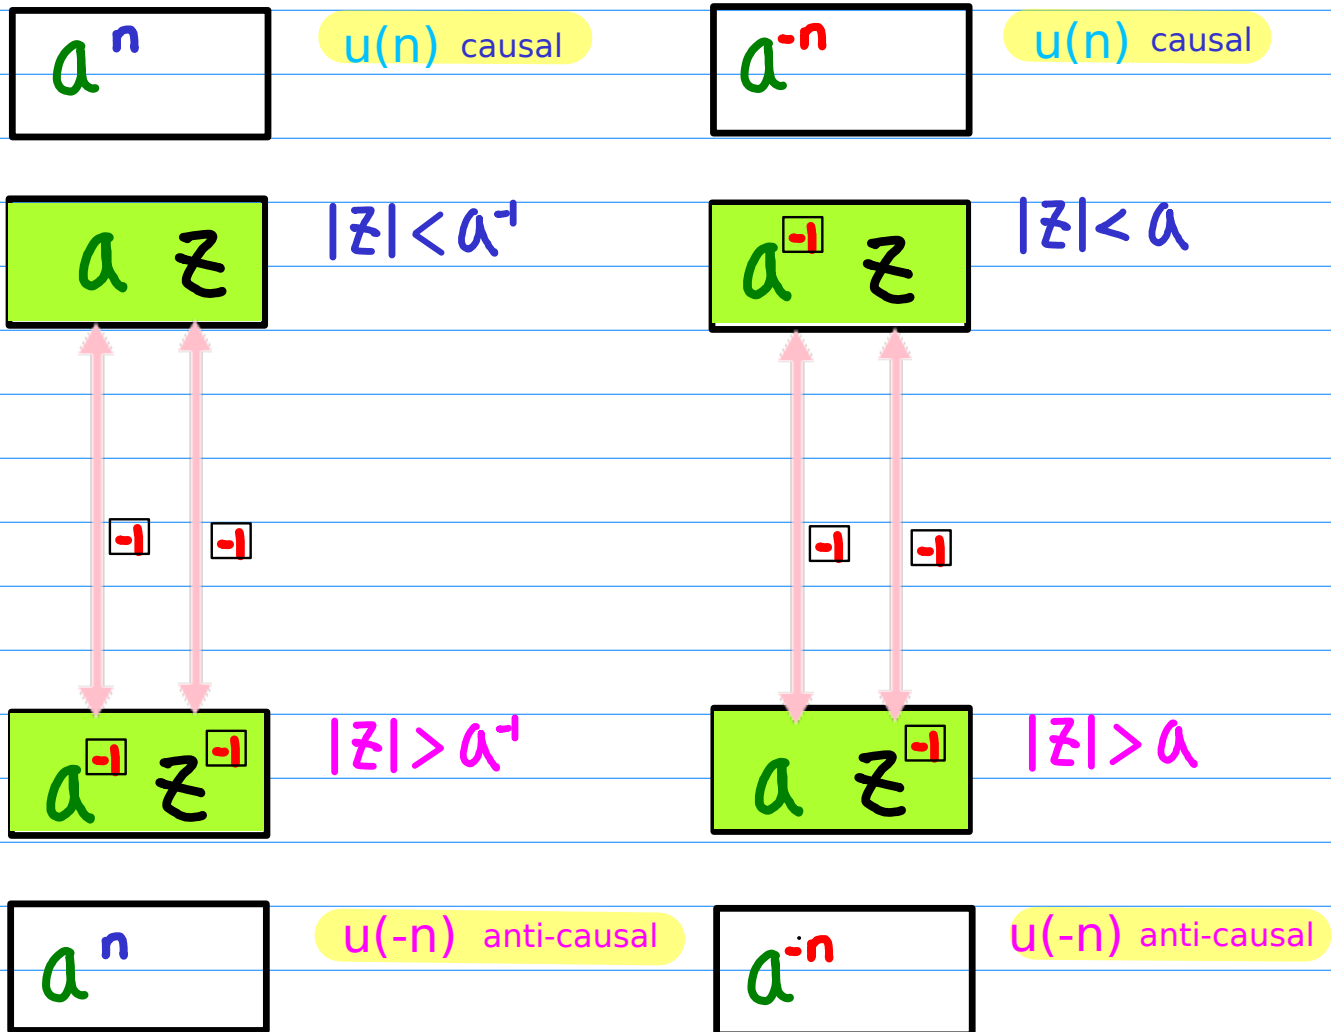 a^n u(n) causal a^-n u(n) causal
a z |z| < a^-1 a^-1 z |z| < a
-1 -1 -1 -1
a^-1 z^-1 |z| > a^-1 a z^-1 |z| > a
a^n u(-n) anti-causal a^-n u(-n) anti-causal